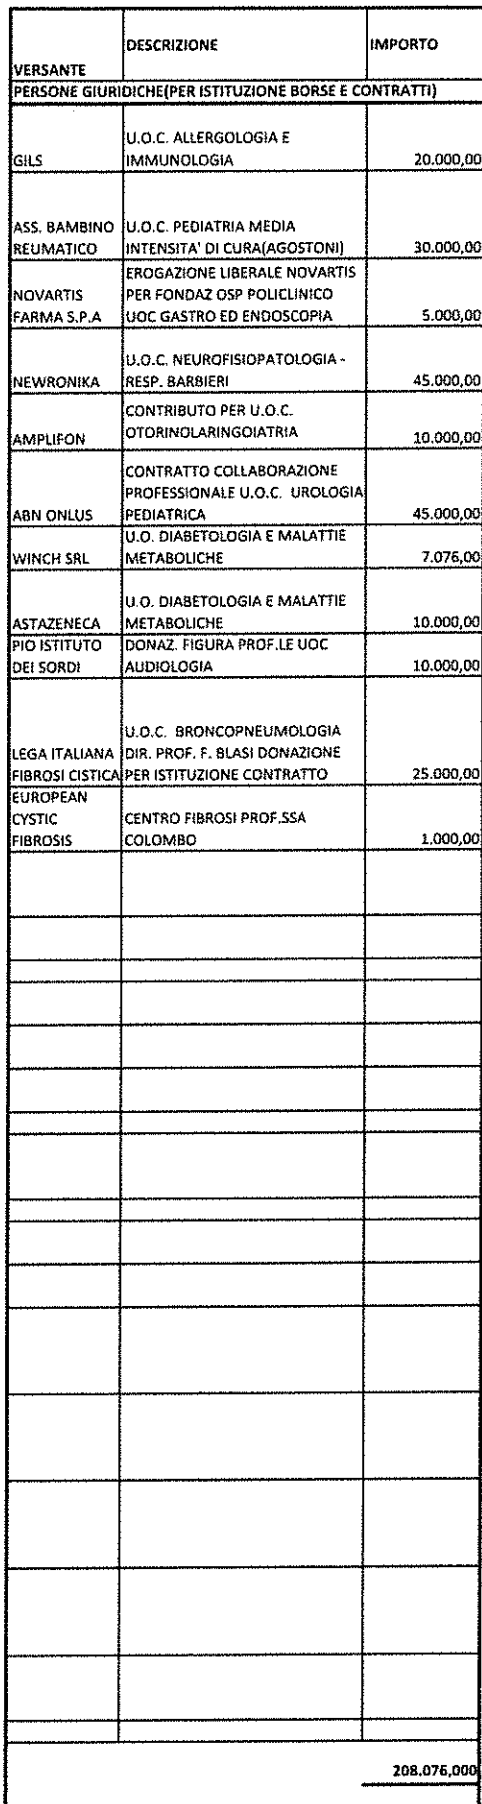 VERSANTE DESCRIZIONE IMPORTO
PERSONE GIURIDICHE(PER ISTITUZIONE BORSE E CONTRATTI)
U.O.C. ALLERGOLOGIA E
GILS IMMUNOLOGIA 20.000,00
ASS. BAMBINO U.O.C. PEDIATRIA MEDIA
REUMATICO INTENSITA' DI CURA(AGOSTONI) 30.000,00
EROGAZIONE LIBERALE NOVARTIS
NOVARTIS PER FONDAZ OSP POLICLINICO
FARMA S.P.A UOC GASTRO ED ENDOSCOPIA 5.000,00
U.O.C. NEUROFISIOPATOLOGIA -
NEWRONIKA RESP. BARBIERI 45.000,00
CONTRIBUTO PER U.O.C.
AMPLIFON OTORINOLARINGOIATRIA 10.000,00
CONTRATTO COLLABORAZIONE
PROFESSIONALE U.O.C. UROLOGIA
ABN ONLUS PEDIATRICA 45.000,00
U.O. DIABETOLOGIA E MALATTIE
WINCH SRL METABOLICHE 7.076,00
U.O. DIABETOLOGIA E MALATTIE
ASTAZENECA METABOLICHE 10.000,00
PIO ISTITUTO DONAZ. FIGURA PROF.LE UOC
DEI SORDI AUDIOLOGIA 10.000,00
U.O.C. BRONCOPNEUMOLOGIA
LEGA ITALIANA DIR. PROF. F. BLASI DONAZIONE
FIBROSI CISTICA PER ISTITUZIONE CONTRATTO 25.000,00
EUROPEAN
CYSTIC CENTRO FIBROSI PROF.SSA
FIBROSIS COLOMBO 1.000,00
208.076,000